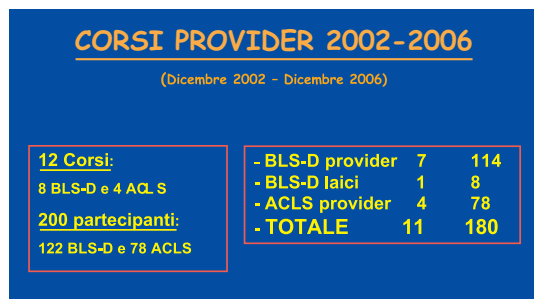 CORSI PROVIDER 2002-2006
(Dicembre 2002 – Dicembre 2006)
12 Corsi:
8 BLS-D e 4 ACLS
200 partecipanti:
122 BLS-D e 78 ACLS
- BLS-D provider 7 114
- BLS-D laici 1 8
- ACLS provider 4 78
- TOTALE 11 180